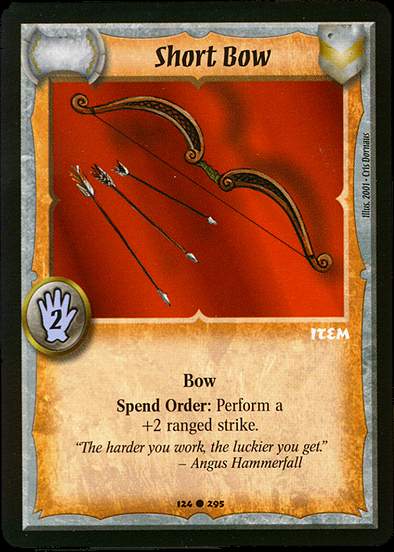 Short Bow
Illus. 2001 • Cris Dornaus
2
ITEM
Bow
Spend Order: Perform a
+2 ranged strike.
“The harder you work, the luckier you get.”
– Angus Hammerfall
124 ● 295